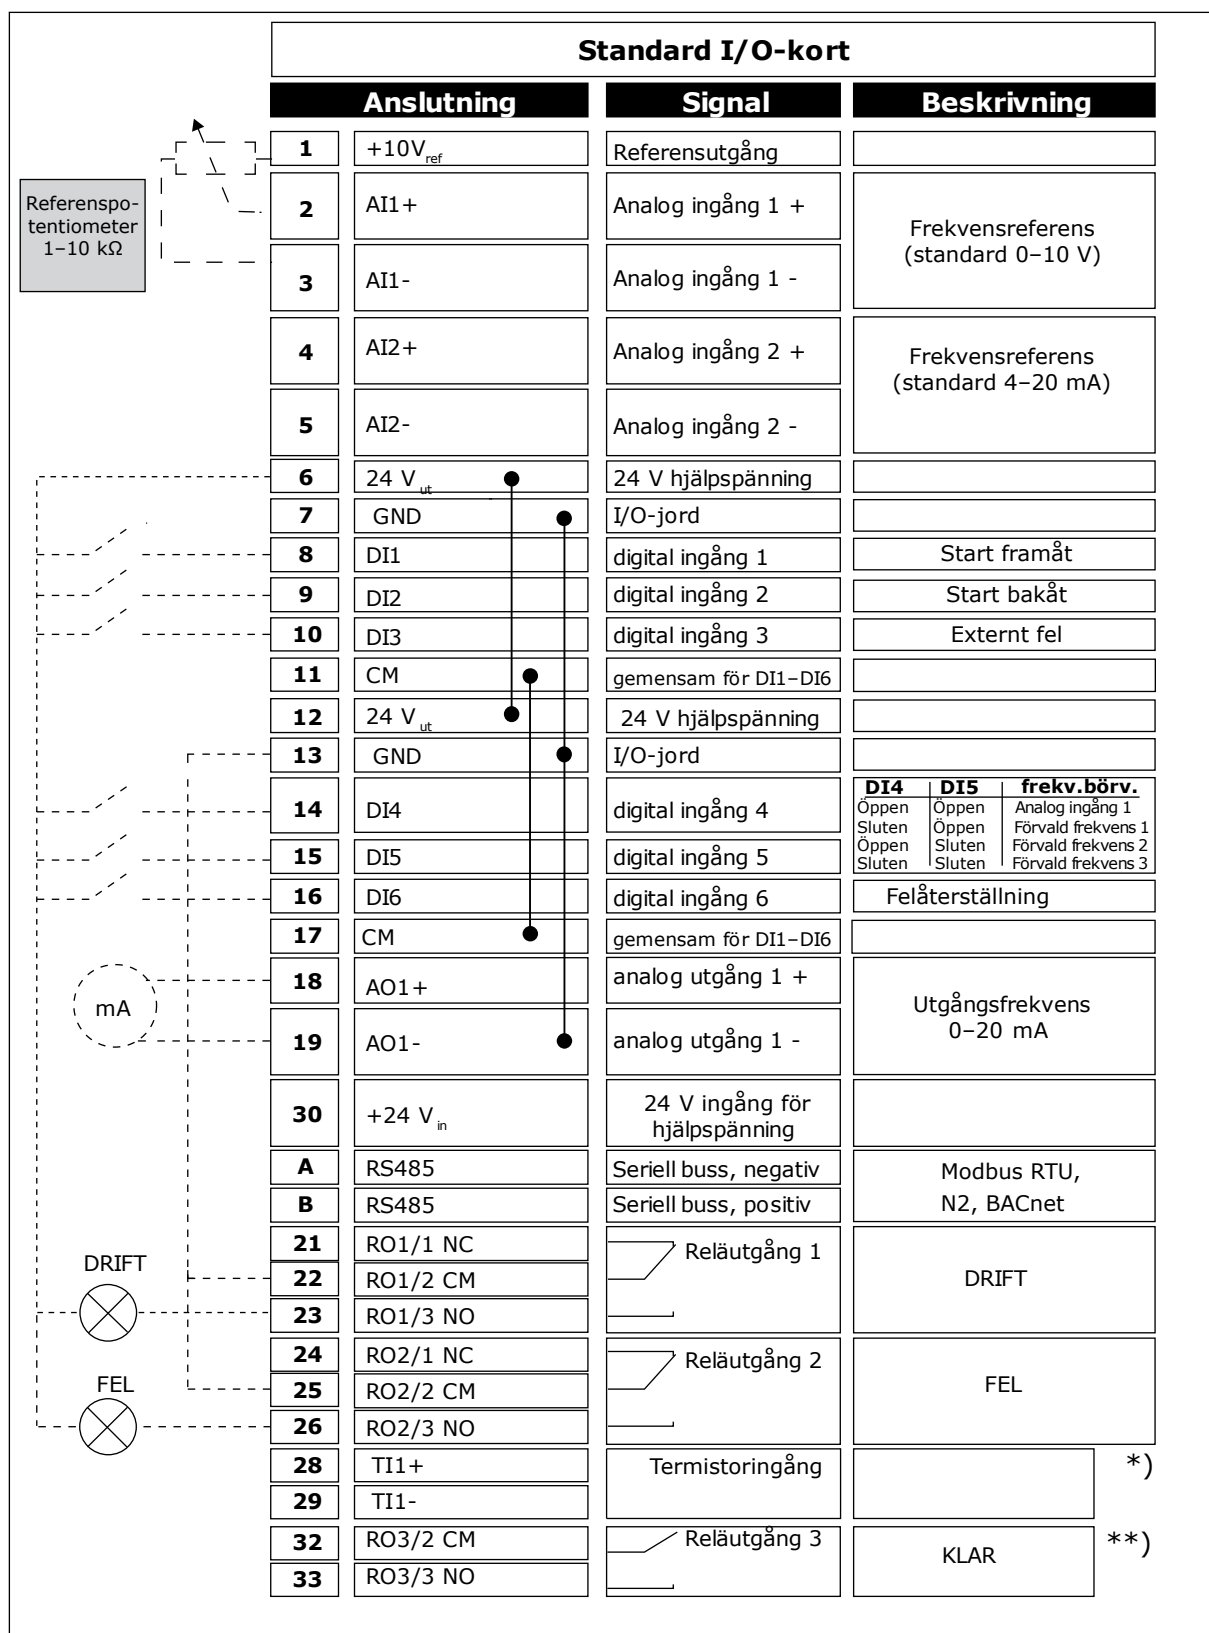 Standard I/O-kort
Anslutning Signal Beskrivning
Referenspo-
tentiometer
1–10 kΩ
1 +10V ref Referensutgång
2 AI1+ Analog ingång 1 +
3 AI1- Analog ingång 1 -
Frekvensreferens
(standard 0–10 V)
4 AI2+ Analog ingång 2 +
5 AI2- Analog ingång 2 -
Frekvensreferens
(standard 4–20 mA)
6 24 V ut 24 V hjälpspänning
7 GND I/O-jord
8 DI1 digital ingång 1 Start framåt
9 DI2 digital ingång 2 Start bakåt
10 DI3 digital ingång 3 Externt fel
11 CM gemensam för DI1–DI6
12 24 V ut 24 V hjälpspänning
13 GND I/O-jord
14 DI4 digital ingång 4
15 DI5 digital ingång 5
DI4 DI5 frekv.börv.
Öppen Öppen Analog ingång 1
Sluten Öppen Förvald frekvens 1
Öppen Sluten Förvald frekvens 2
Sluten Sluten Förvald frekvens 3
16 DI6 digital ingång 6 Felåterställning
17 CM gemensam för DI1–DI6
mA
18 AO1+ analog utgång 1 +
19 AO1- analog utgång 1 -
Utgångsfrekvens
0–20 mA
30 +24 V in 24 V ingång för
hjälpspänning
A RS485 Seriell buss, negativ
B RS485 Seriell buss, positiv
Modbus RTU,
N2, BACnet
21 RO1/1 NC Reläutgång 1
DRIFT
22 RO1/2 CM DRIFT
23 RO1/3 NO
24 RO2/1 NC Reläutgång 2
FEL
25 RO2/2 CM FEL
26 RO2/3 NO
28 TI1+ Termistoringång *)
29 TI1-
32 RO3/2 CM Reläutgång 3 KLAR **)
33 RO3/3 NO